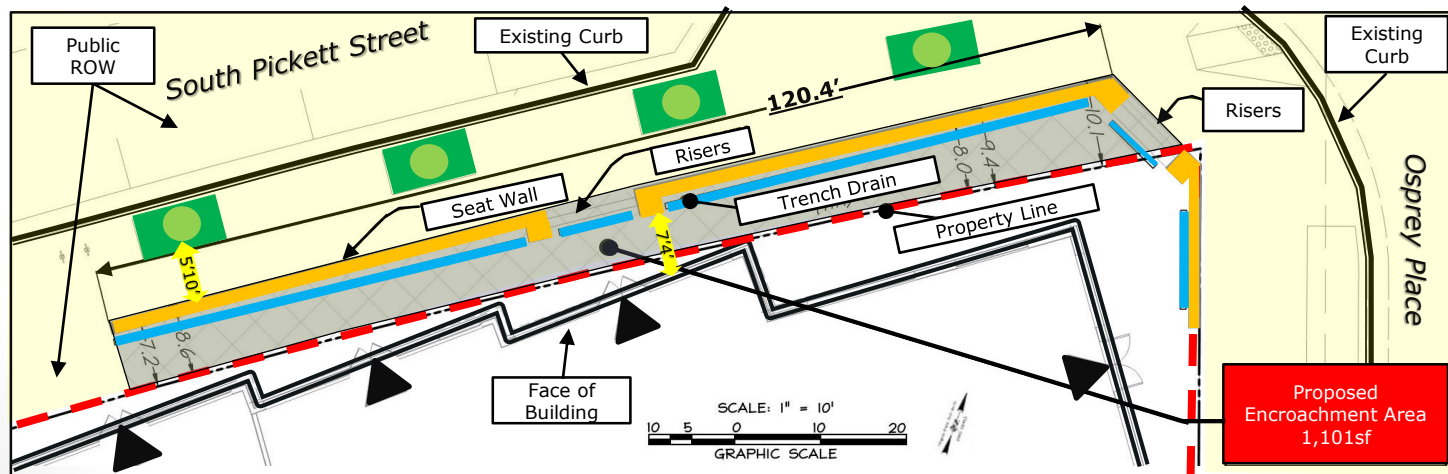 Public
ROW
South Pickett Street
Existing Curb
Existing
Curb
120.4'
Risers
Risers
10.1
9.4
8.0
Osprey Place
Seat Wall
Trench Drain
Property Line
5'10'
7'4'
8.6
7.2
Face of
Building
SCALE: 1" = 10'
10 5 0 10 20
GRAPHIC SCALE
Proposed
Encroachment Area
1,101sf